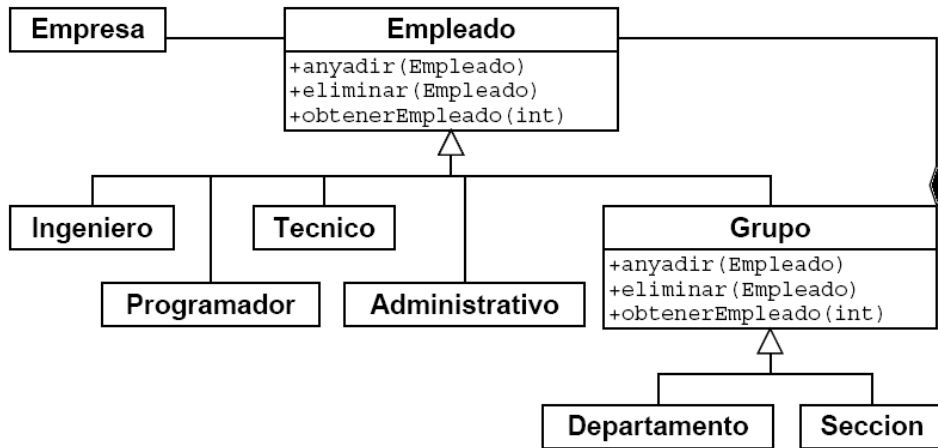 Empresa
Empleado
+anyadir(Empleado)
+eliminar(Empleado)
+obtenerEmpleado(int)
Ingeniero
Tecnico
Grupo
+anyadir(Empleado)
+eliminar(Empleado)
+obtenerEmpleado(int)
Programador
Administrativo
Departamento
Seccion